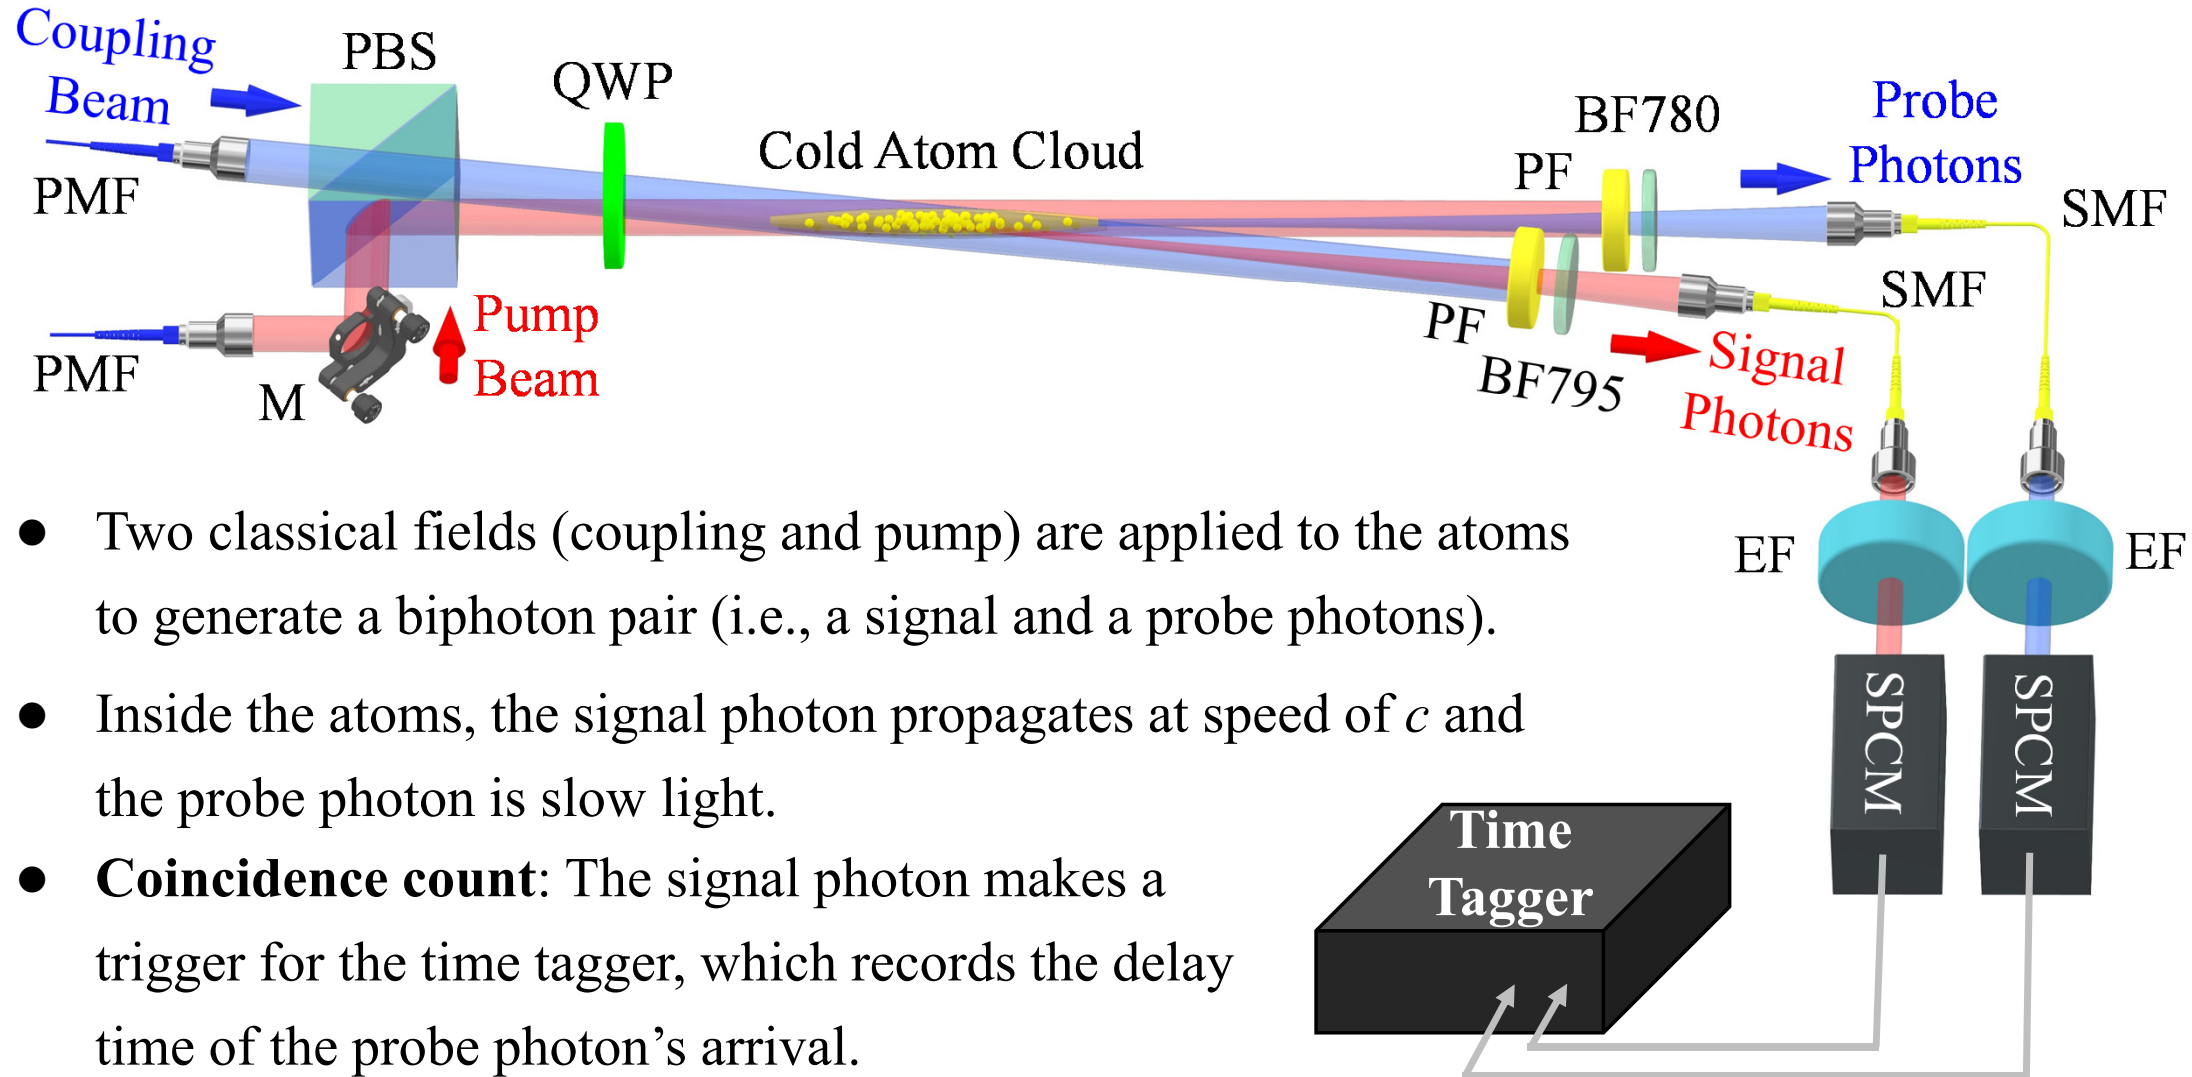 Coupling
Beam
PBS
QWP
Cold Atom Cloud
BF780
PF
Probe
Photons
SMF
PMF
PMF
M
Pump
Beam
PF
BF795
SMF
Signal
Photons
EF
EF
SPCM
SPCM
● Two classical fields (coupling and pump) are applied to the atoms
to generate a biphoton pair (i.e., a signal and a probe photons).
● Inside the atoms, the signal photon propagates at speed of c and
the probe photon is slow light.
● Coincidence count: The signal photon makes a
trigger for the time tagger, which records the delay
time of the probe photon’s arrival.
Time
Tagger